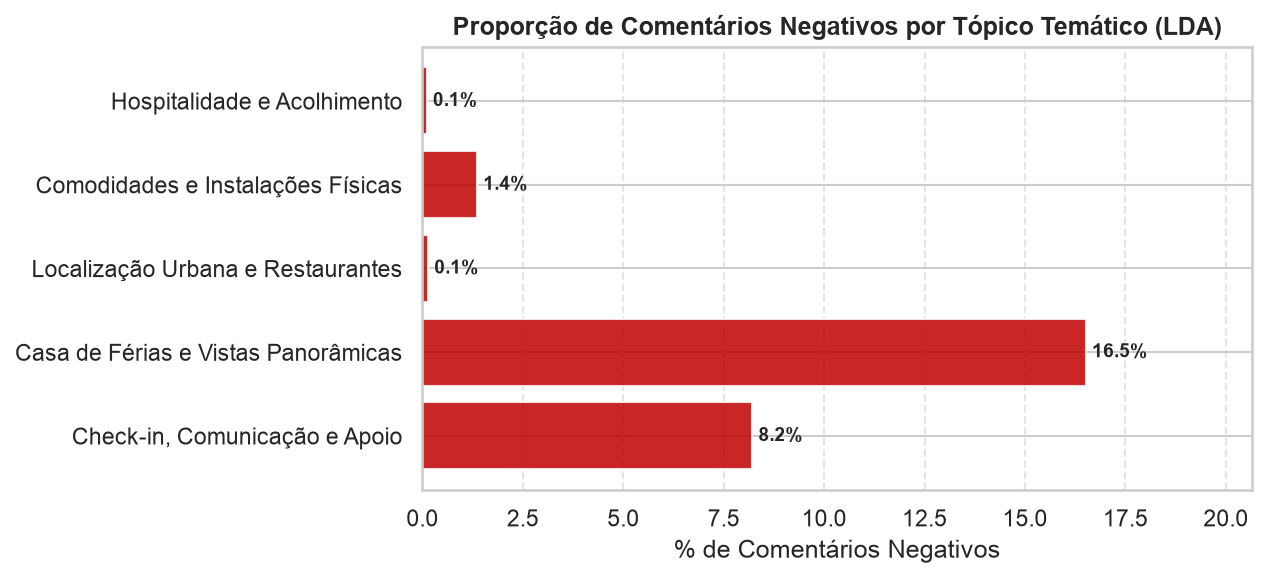 Proporção de Comentários Negativos por Tópico Temático (LDA)
Hospitalidade e Acolhimento
0.1%
Comodidades e Instalações Físicas
1.4%
Localização Urbana e Restaurantes
0.1%
Casa de Férias e Vistas Panorâmicas
16.5%
Check-in, Comunicação e Apoio
8.2%
0.0 2.5 5.0 7.5 10.0 12.5 15.0 17.5 20.0
% de Comentários Negativos